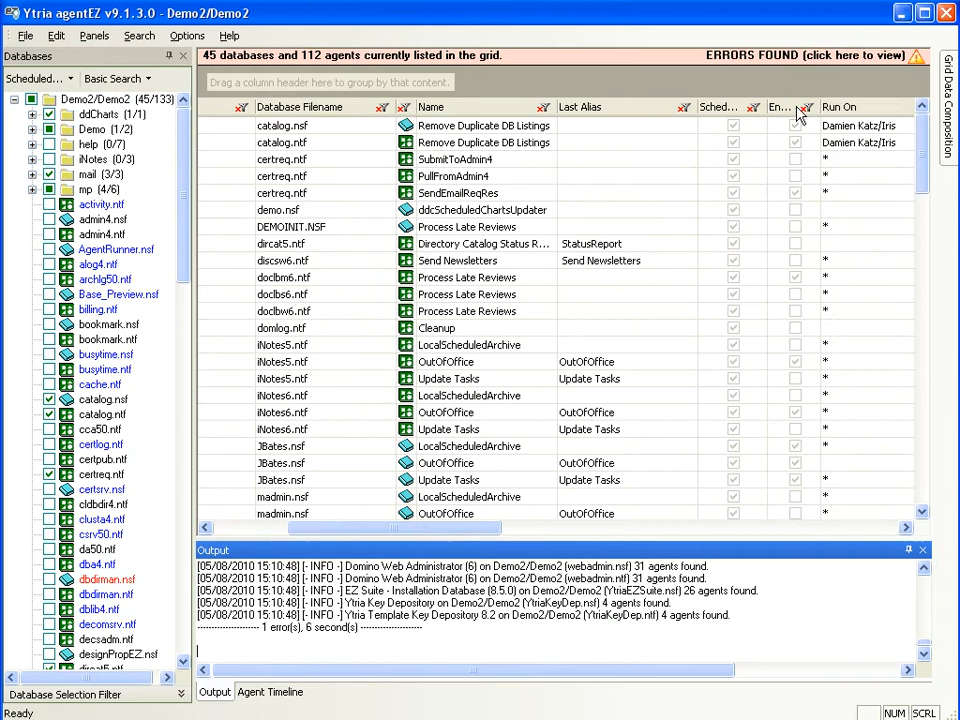 Ytria agentEZ v9.1.3.0 - Demo2/Demo2
File Edit Panels Search Options Help
Databases
45 databases and 112 agents currently listed in the grid. ERRORS FOUND (click here to view)
Scheduled... Basic Search
Drag a column header here to group by that content.
Grid Data Composition
Database Filename Name Last Alias Sched... En... Run On
catalog.nsf Remove Duplicate DB Listings Damien Katz/Iris
catalog.ntf Remove Duplicate DB Listings Damien Katz/Iris
certreq.ntf SubmitToAdmin4 *
certreq.ntf PullFromAdmin4 *
certreq.ntf SendEmailReqRes *
demo.nsf ddcScheduledChartsUpdater
DEMOINIT.NSF Process Late Reviews *
dircat5.ntf Directory Catalog Status R... StatusReport
discsw6.ntf Send Newsletters Send Newsletters *
doclbm6.ntf Process Late Reviews *
doclbs6.ntf Process Late Reviews *
doclbw6.ntf Process Late Reviews *
domlog.ntf Cleanup
iNotes5.ntf LocalScheduledArchive *
iNotes5.ntf OutOfOffice OutOfOffice *
iNotes5.ntf Update Tasks Update Tasks *
iNotes6.ntf LocalScheduledArchive *
iNotes6.ntf OutOfOffice OutOfOffice *
iNotes6.ntf Update Tasks Update Tasks *
JBates.nsf LocalScheduledArchive *
JBates.nsf OutOfOffice OutOfOffice
JBates.nsf Update Tasks Update Tasks *
madmin.nsf LocalScheduledArchive *
madmin.nsf OutOfOffice OutOfOffice *
Demo2/Demo2 (45/133)
ddCharts (1/1)
Demo (1/2)
help (0/7)
iNotes (0/3)
mail (3/3)
mp (4/6)
activity.ntf
admin4.nsf
admin4.ntf
AgentRunner.nsf
alog4.ntf
archlg50.ntf
Base_Preview.nsf
billing.ntf
bookmark.nsf
bookmark.ntf
busytime.nsf
busytime.ntf
cache.ntf
catalog.nsf
catalog.ntf
cca50.ntf
certlog.ntf
certpub.ntf
certreq.ntf
certsrv.nsf
cldbdir4.ntf
clusta4.ntf
csrv50.ntf
da50.ntf
dba4.ntf
dbdirman.nsf
dbdirman.ntf
dblib4.ntf
decomsrv.ntf
decsadm.ntf
designPropEZ.nsf
dircat5.ntf
Database Selection Filter
Output
[05/08/2010 15:10:48] [- INFO -] Domino Web Administrator (6) on Demo2/Demo2 (webadmin.nsf) 31 agents found.
[05/08/2010 15:10:48] [- INFO -] Domino Web Administrator (6) on Demo2/Demo2 (webadmin.ntf) 31 agents found.
[05/08/2010 15:10:48] [- INFO -] EZ Suite - Installation Database (8.5.0) on Demo2/Demo2 (YtriaEZSuite.nsf) 26 agents found.
[05/08/2010 15:10:48] [- INFO -] Ytria Key Depository on Demo2/Demo2 (YtriaKeyDep.nsf) 4 agents found.
[05/08/2010 15:10:48] [- INFO -] Ytria Template Key Depository 8.2 on Demo2/Demo2 (YtriaKeyDep.ntf) 4 agents found.
---------------------- 1 error(s), 6 second(s) ----------------------
Output Agent Timeline
Ready NUM SCRL